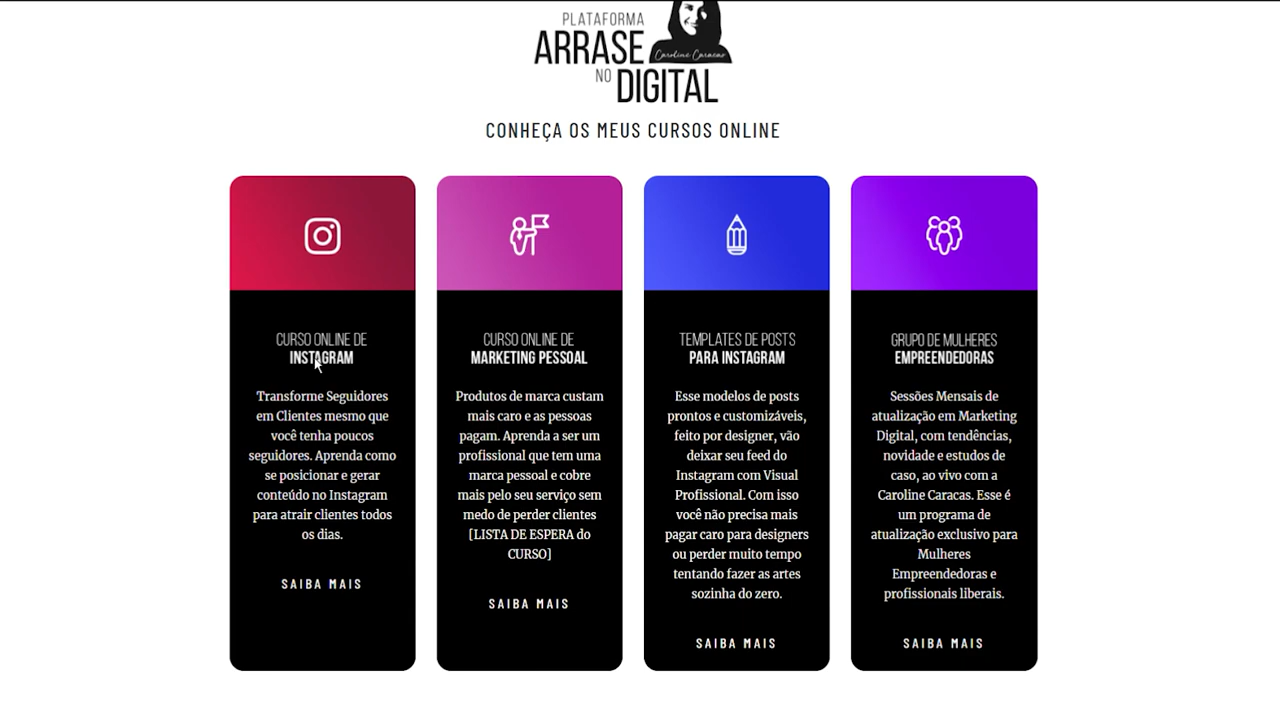 PLATAFORMA
ARRASE
Caroline Caracas
NO DIGITAL
CONHEÇA OS MEUS CURSOS ONLINE
CURSO ONLINE DE
INSTAGRAM
Transforme Seguidores
em Clientes mesmo que
você tenha poucos
seguidores. Aprenda como
se posicionar e gerar
conteúdo no Instagram
para atrair clientes todos
os dias.
SAIBA MAIS
CURSO ONLINE DE
MARKETING PESSOAL
Produtos de marca custam
mais caro e as pessoas
pagam. Aprenda a ser um
profissional que tem uma
marca pessoal e cobre
mais pelo seu serviço sem
medo de perder clientes
[LISTA DE ESPERA do
CURSO]
SAIBA MAIS
TEMPLATES DE POSTS
PARA INSTAGRAM
Esse modelos de posts
prontos e customizáveis,
feito por designer, vão
deixar seu feed do
Instagram com Visual
Profissional. Com isso
você não precisa mais
pagar caro para designers
ou perder muito tempo
tentando fazer as artes
sozinha do zero.
SAIBA MAIS
GRUPO DE MULHERES
EMPREENDEDORAS
Sessões Mensais de
atualização em Marketing
Digital, com tendências,
novidade e estudos de
caso, ao vivo com a
Caroline Caracas. Esse é
um programa de
atualização exclusivo para
Mulheres
Empreendedoras e
profissionais liberais.
SAIBA MAIS